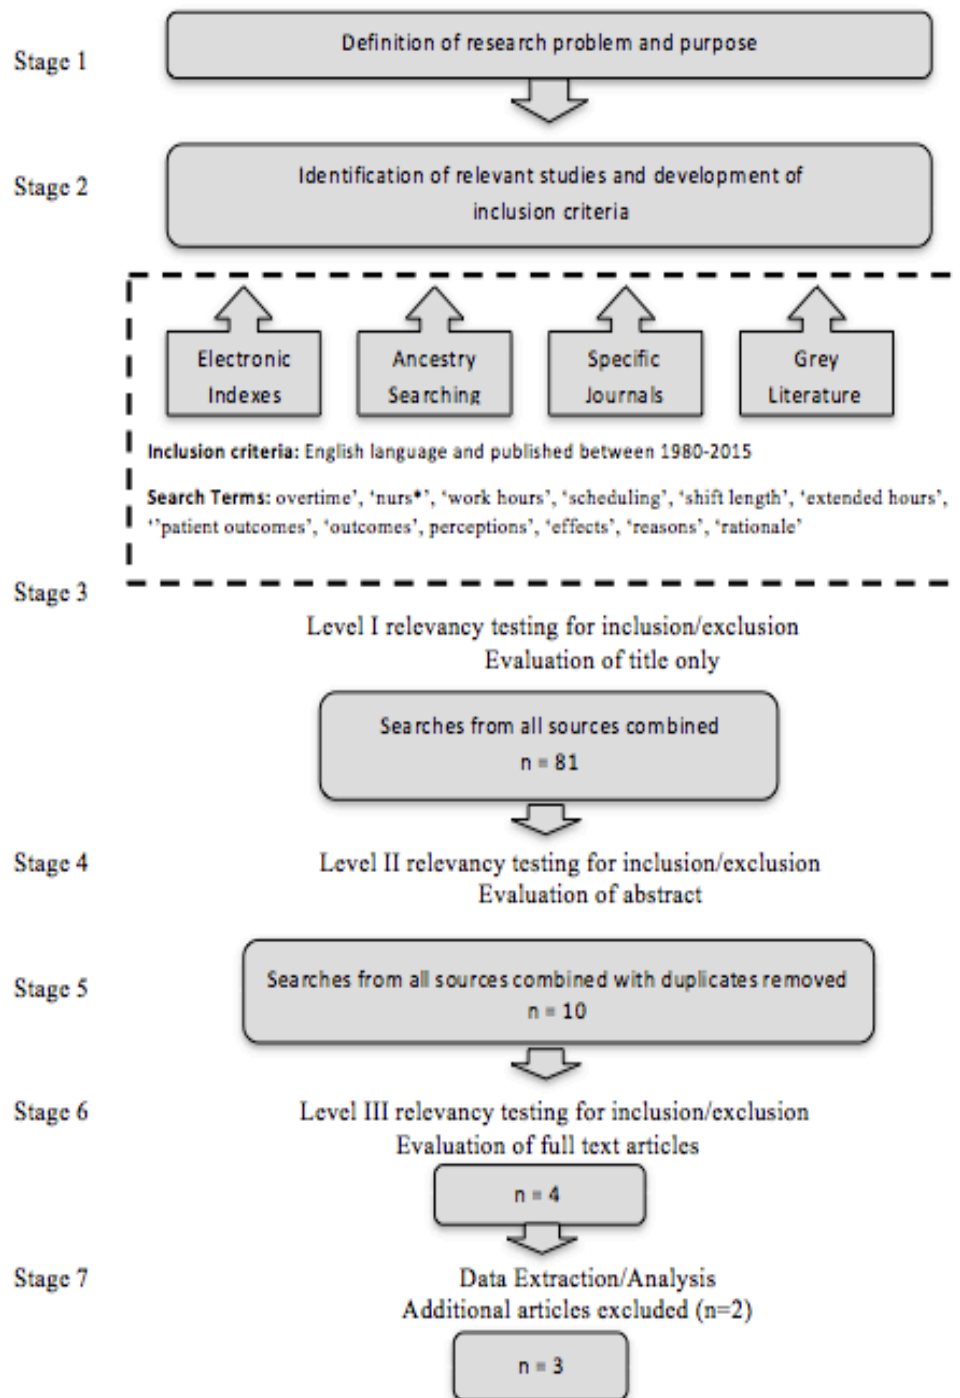 Stage 1
Definition of research problem and purpose
Stage 2
Identification of relevant studies and development of
inclusion criteria
Electronic
Indexes
Ancestry
Searching
Specific
Journals
Grey
Literature
Inclusion criteria: English language and published between 1980-2015
Search Terms: overtime’, ‘nurs*’, ‘work hours’, ‘scheduling’, ‘shift length’, ‘extended hours’,
‘’patient outcomes’, ‘outcomes’, perceptions’, ‘effects’, ‘reasons’, ‘rationale’
Stage 3
Level I relevancy testing for inclusion/exclusion
Evaluation of title only
Searches from all sources combined
n = 81
Stage 4
Level II relevancy testing for inclusion/exclusion
Evaluation of abstract
Stage 5
Searches from all sources combined with duplicates removed
n = 10
Stage 6
Level III relevancy testing for inclusion/exclusion
Evaluation of full text articles
n = 4
Stage 7
Data Extraction/Analysis
Additional articles excluded (n=2)
n = 3